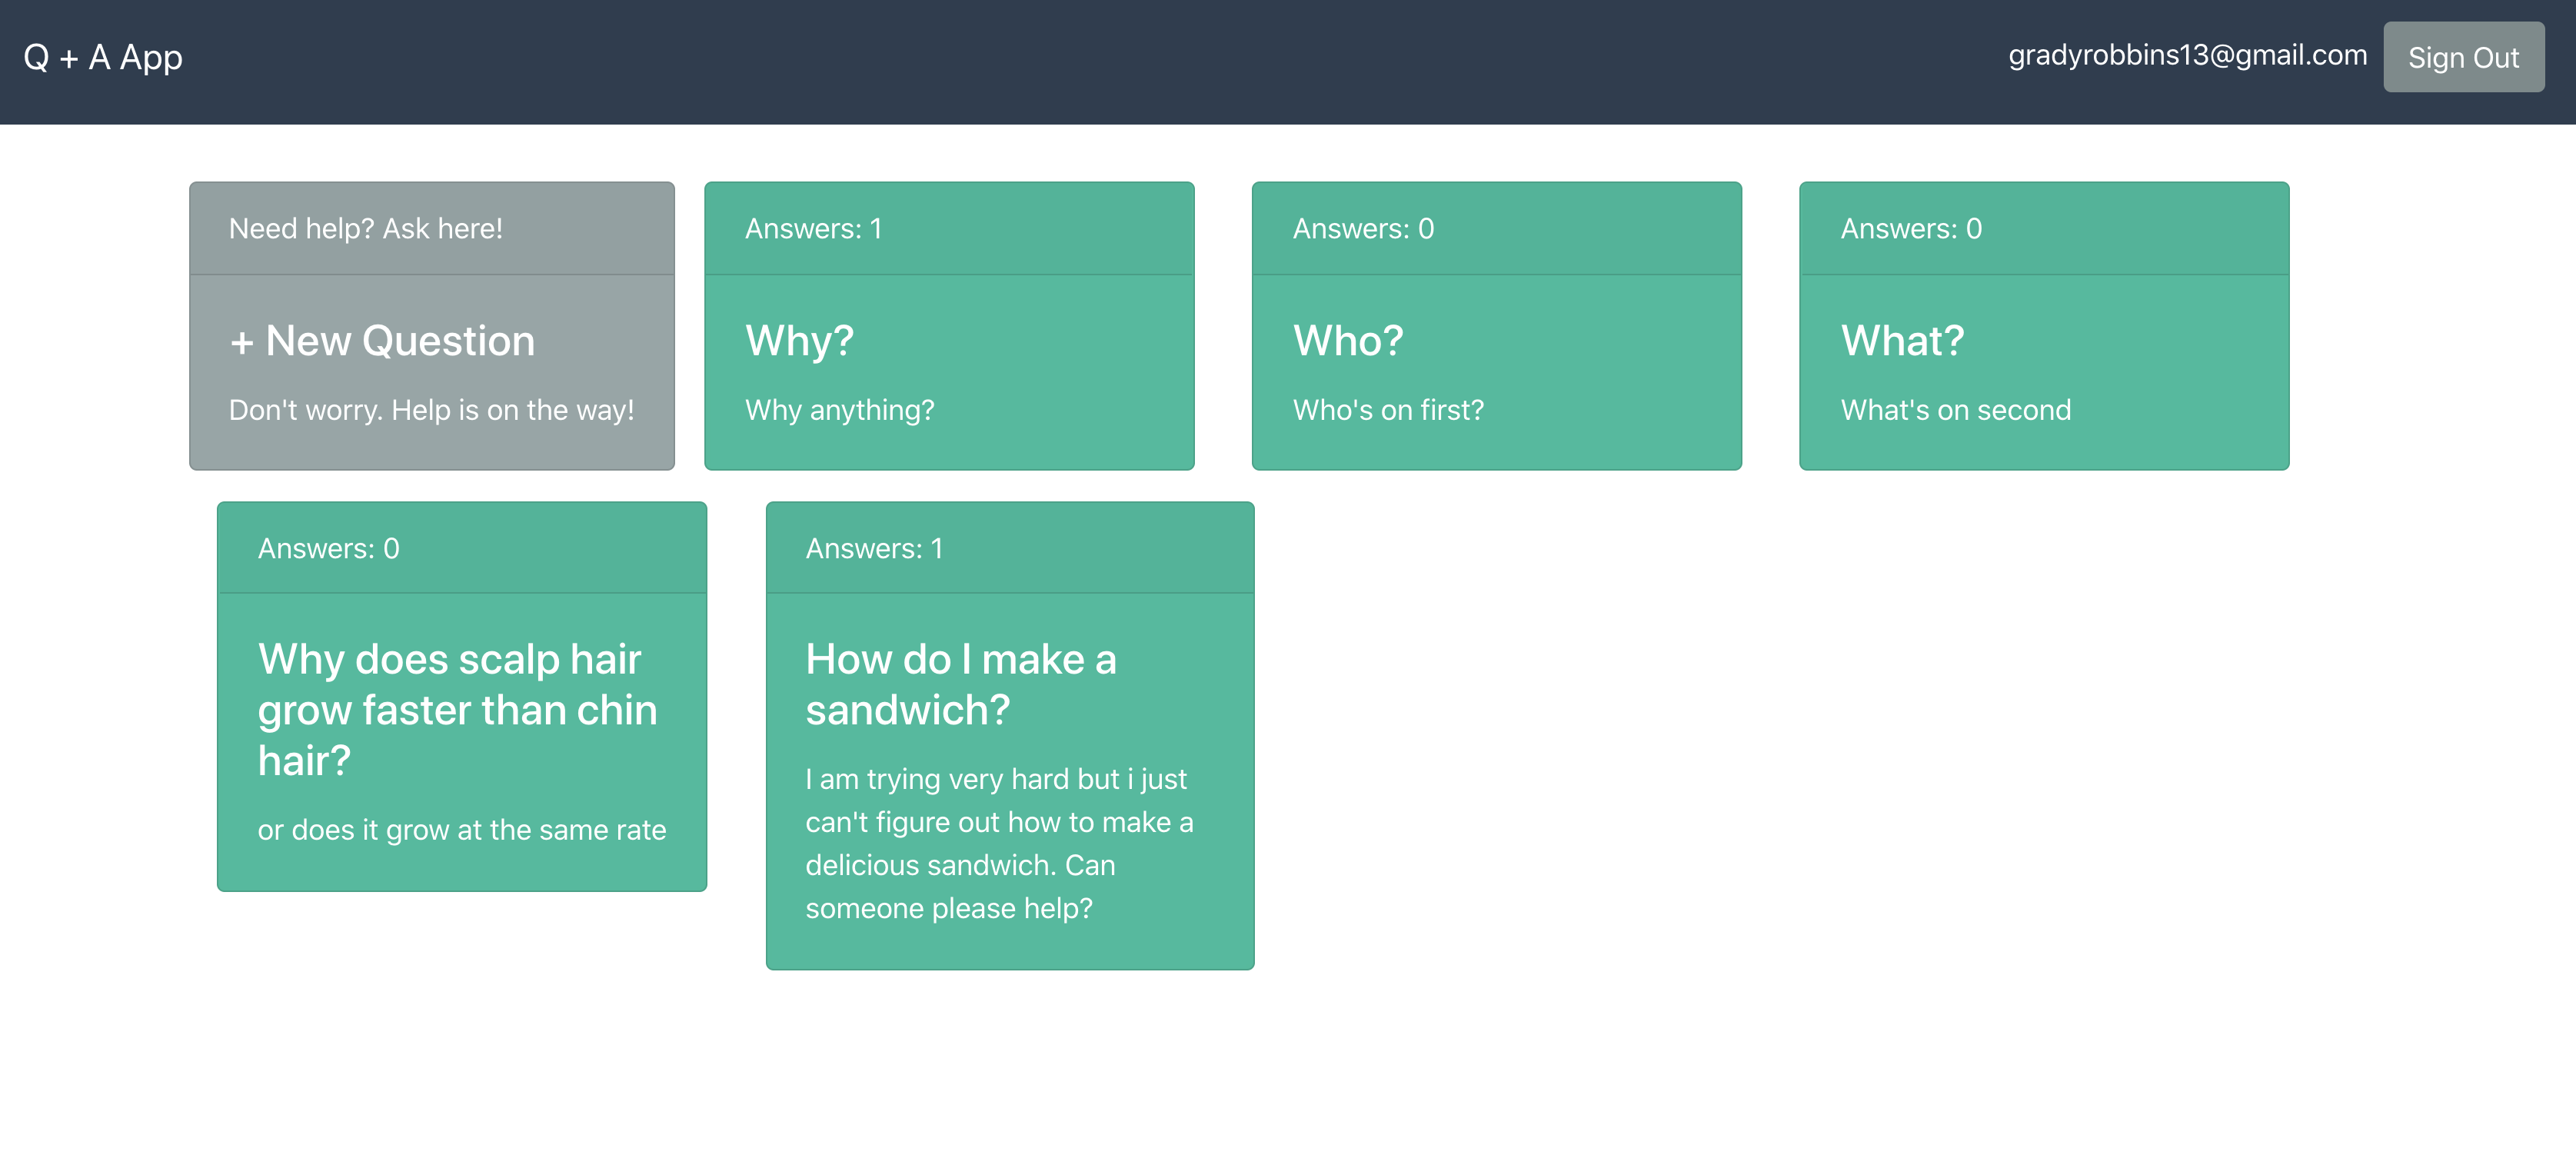 Q + A App
gradyrobbins13@gmail.com
Sign Out
Need help? Ask here!
+ New Question
Don't worry. Help is on the way!
Answers: 1
Why?
Why anything?
Answers: 0
Who?
Who's on first?
Answers: 0
What?
What's on second
Answers: 0
Why does scalp hair
grow faster than chin
hair?
or does it grow at the same rate
Answers: 1
How do I make a
sandwich?
I am trying very hard but i just
can't figure out how to make a
delicious sandwich. Can
someone please help?